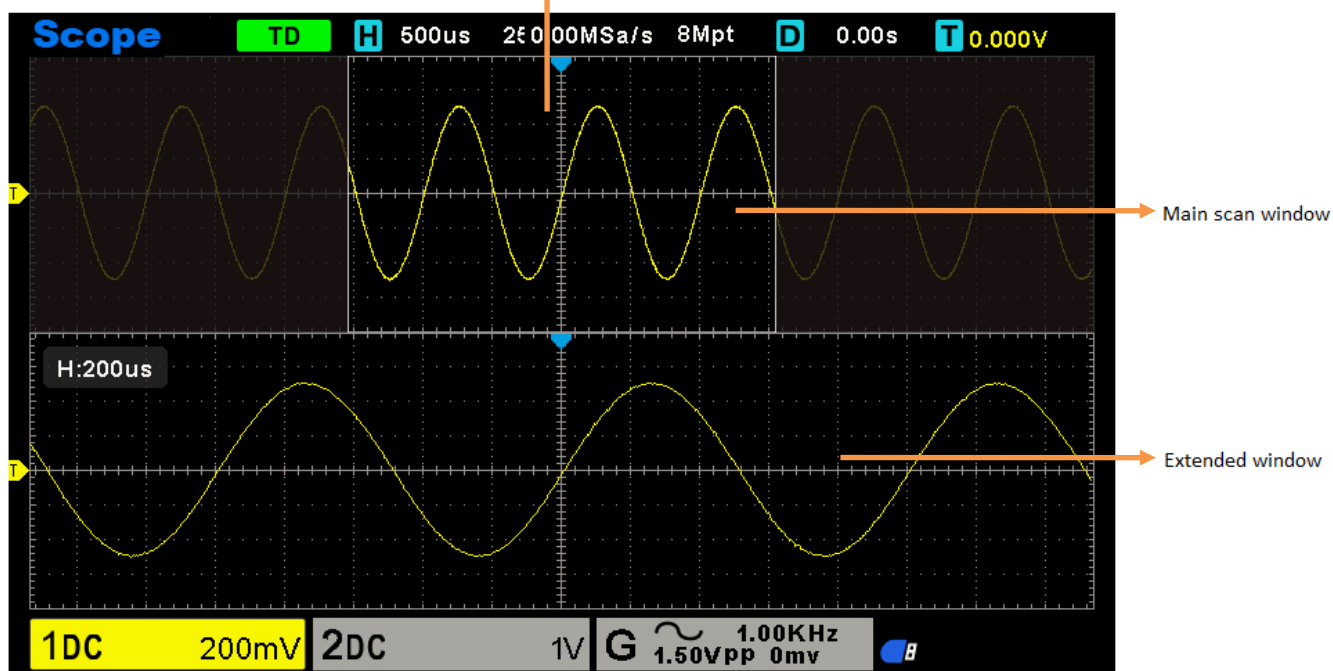 Scope TD H 500us 250.00MSa/s 8Mpt D 0.00s T 0.000V
T
Main scan window
H:200us
T
Extended window
1DC 200mV 2DC 1V G 1.00KHz
1.50Vpp 0mv